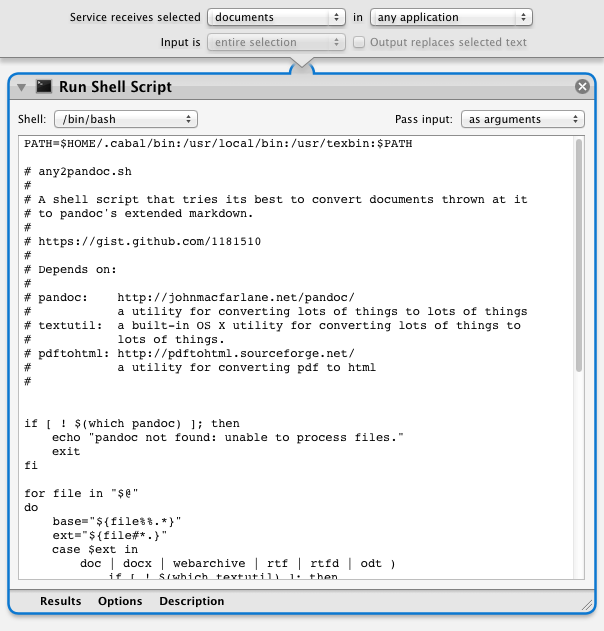 Service receives selected documents in any application
Input is entire selection Output replaces selected text
Run Shell Script
Shell: /bin/bash Pass input: as arguments
PATH=$HOME/.cabal/bin:/usr/local/bin:/usr/texbin:$PATH
# any2pandoc.sh
#
# A shell script that tries its best to convert documents thrown at it
# to pandoc's extended markdown.
#
# https://gist.github.com/1181510
#
# Depends on:
#
# pandoc:    http://johnmacfarlane.net/pandoc/
#            a utility for converting lots of things to lots of things
# textutil:  a built-in OS X utility for converting lots of things to
#            lots of things.
# pdftohtml: http://pdftohtml.sourceforge.net/
#            a utility for converting pdf to html
#
if [ ! $(which pandoc) ]; then
    echo "pandoc not found: unable to process files."
    exit
fi
for file in "$@"
do
    base="${file%%.*}"
    ext="${file#*.}"
    case $ext in
        doc | docx | webarchive | rtf | rtfd | odt )
            if [ ! $(which textutil) ]; then
Results Options Description